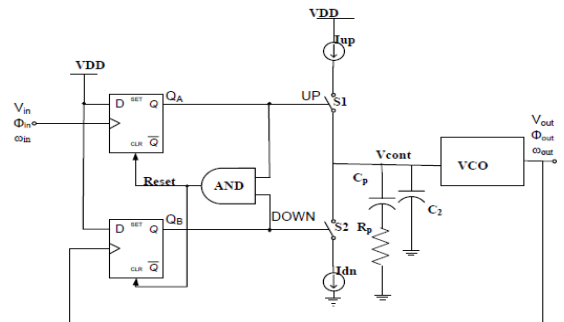 VDD
Iup
VDD
D SET Q
QA
UP
S1
Vin
Φin
ωin
CLR Q
Reset
AND
Vcont
VCO
Vout
Φout
ωout
Cp
C2
D SET Q
QB
DOWN
S2
Rp
CLR Q
Idn